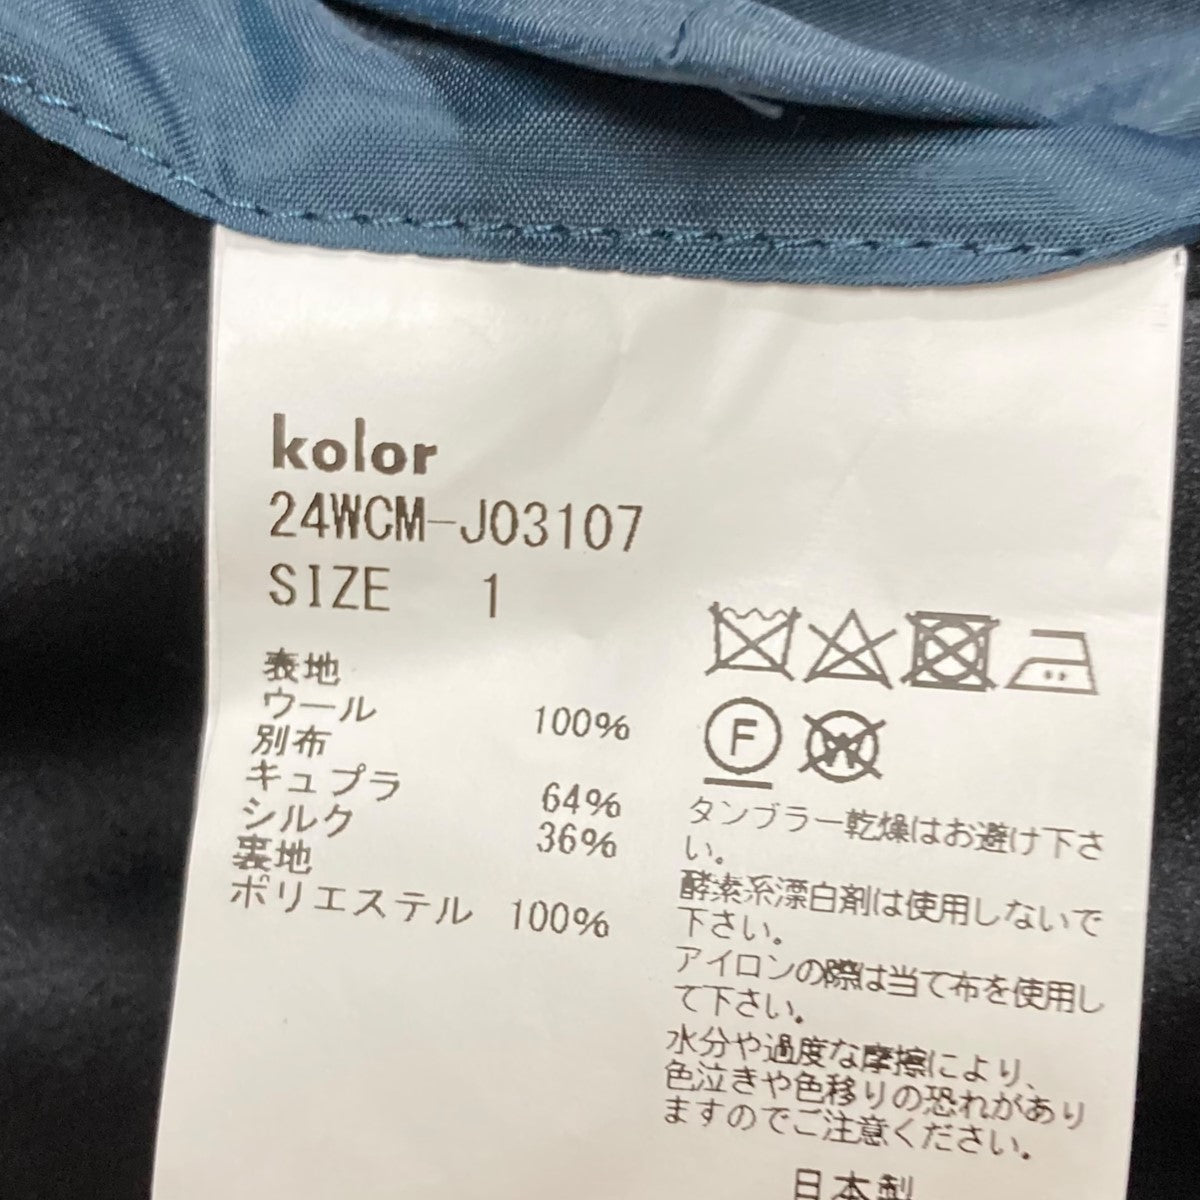 kolor
24WCM-J03107
SIZE 1
表地
ウール 100%
別布
キュプラ 64%
シルク 36%
裏地
ポリエステル 100%
F
W
タンブラー乾燥はお避け下さ
い。
酵素系漂白剤は使用しないで
下さい。
アイロンの際は当て布を使用し
て下さい。
水分や過度な摩擦により、
色泣きや色移りの恐れがあり
ますのでご注意ください。
日本製